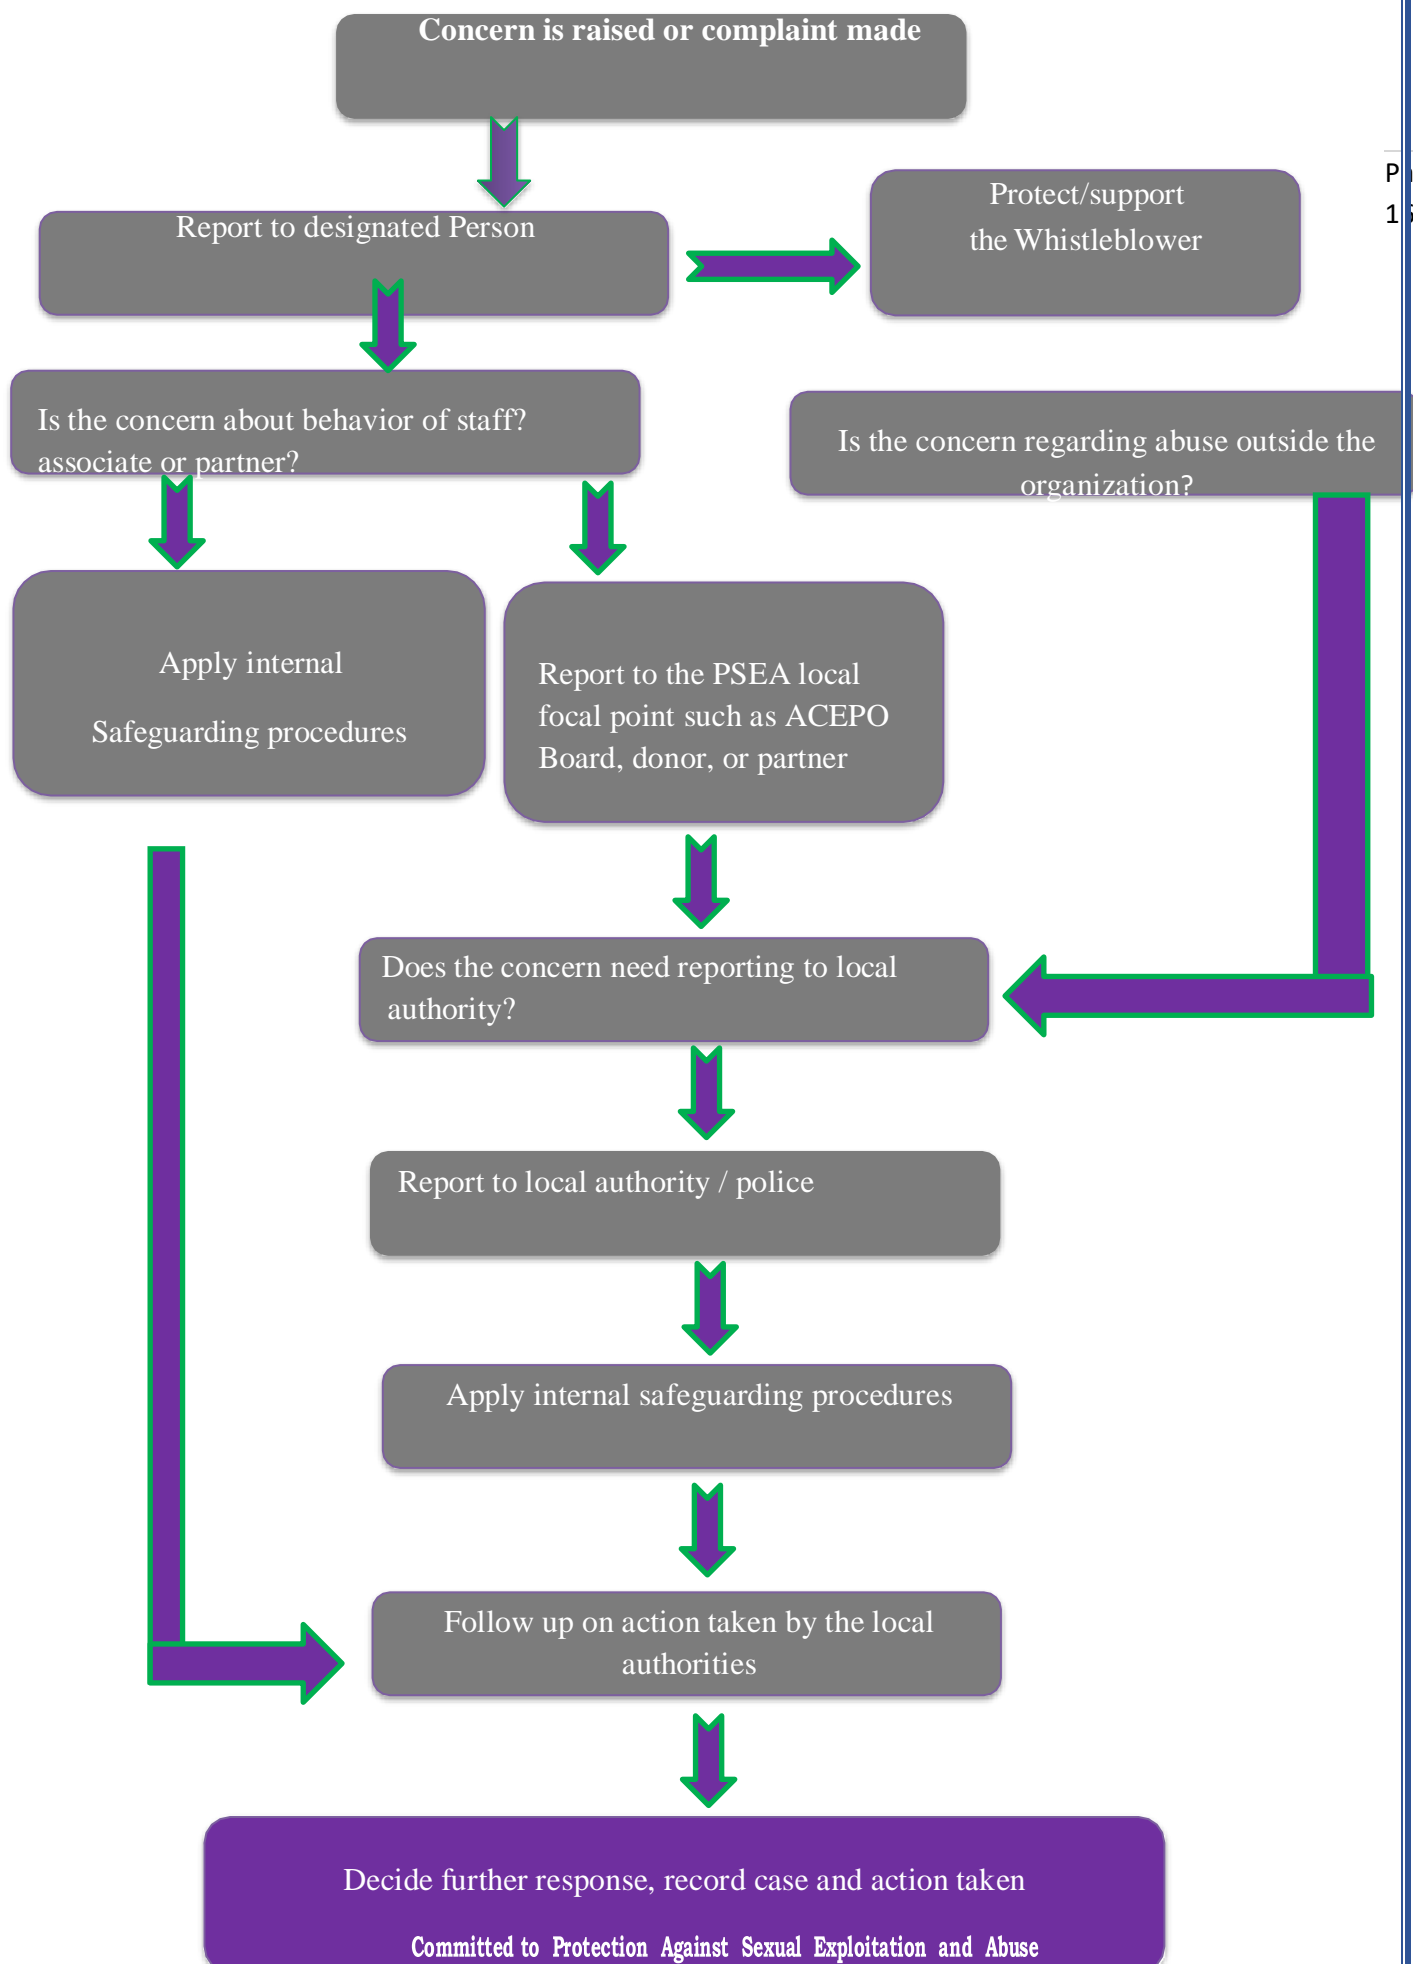 Concern is raised or complaint made
Report to designated Person
Protect/support
the Whistleblower
Is the concern about behavior of staff?
associate or partner?
Is the concern regarding abuse outside the
organization?
Apply internal
Safeguarding procedures
Report to the PSEA local
focal point such as ACEPO
Board, donor, or partner
Does the concern need reporting to local
authority?
Report to local authority / police
Apply internal safeguarding procedures
Follow up on action taken by the local
authorities
Decide further response, record case and action taken
Committed to Protection Against Sexual Exploitation and Abuse